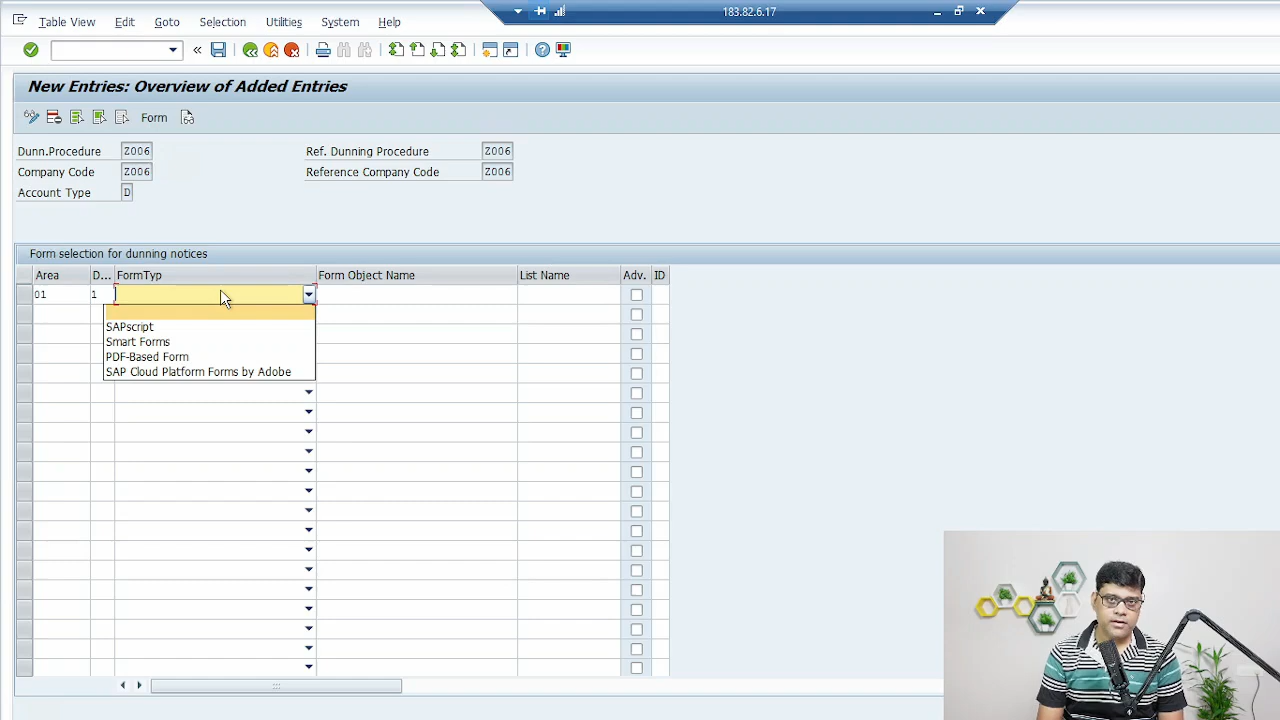 Table View Edit Goto Selection Utilities System Help
183.82.6.17
New Entries: Overview of Added Entries
Form
Dunn.Procedure Z006 Ref. Dunning Procedure Z006
Company Code Z006 Reference Company Code Z006
Account Type D
Form selection for dunning notices
Area D... FormTyp Form Object Name List Name Adv. ID
01 1
SAPscript
Smart Forms
PDF-Based Form
SAP Cloud Platform Forms by Adobe